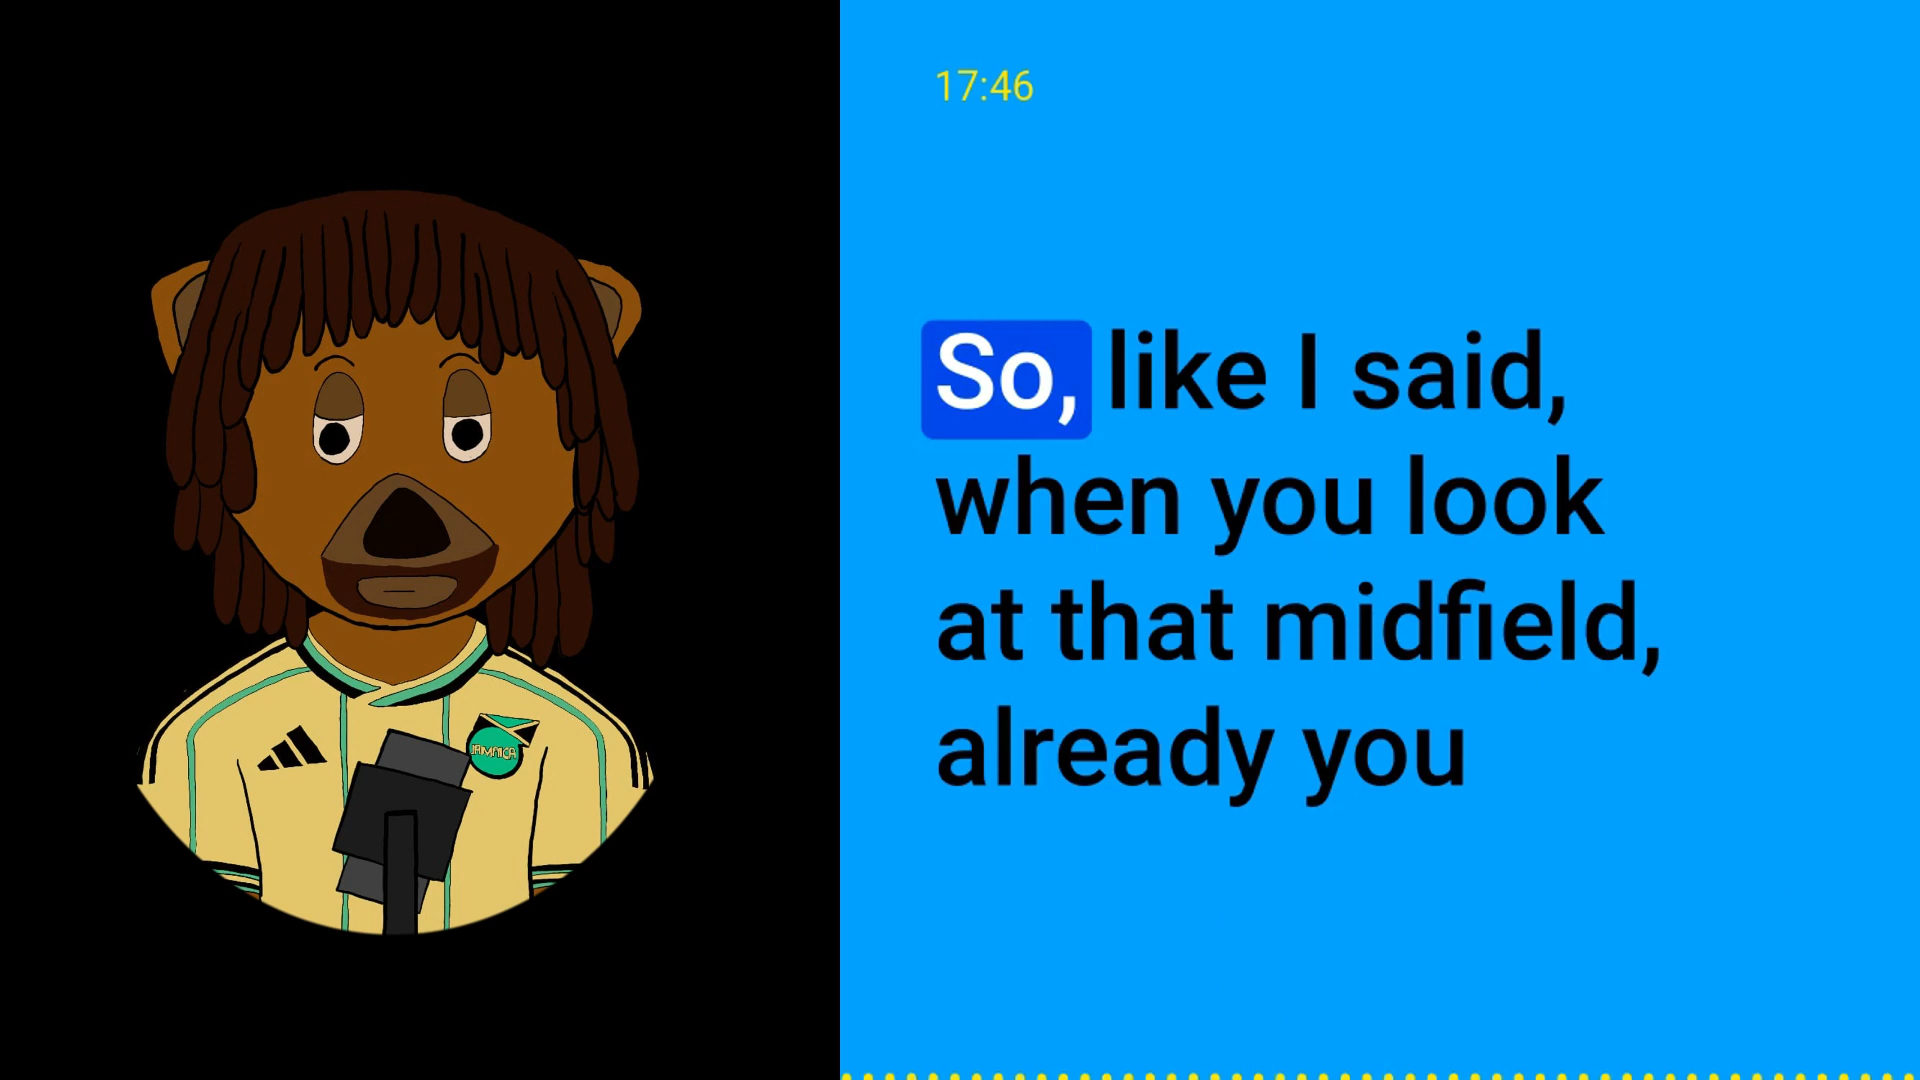 17:46
So, like I said,
when you look
at that midfield,
already you
JAMAICA